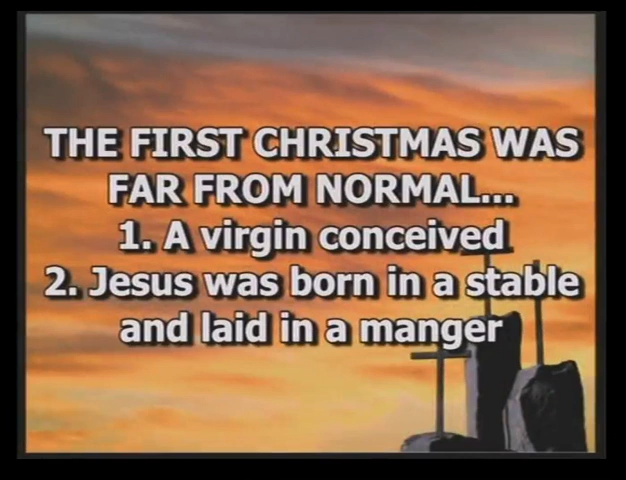 THE FIRST CHRISTMAS WAS
FAR FROM NORMAL...
1. A virgin conceived
2. Jesus was born in a stable
and laid in a manger